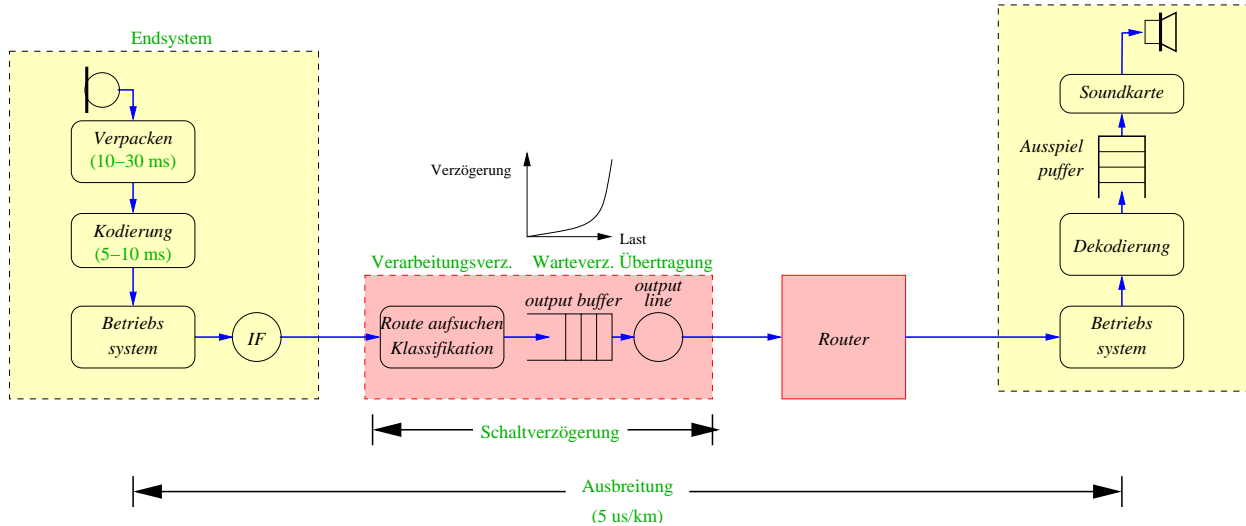 Endsystem
Verpacken
(10–30 ms)
Kodierung
(5–10 ms)
Betriebs
system
IF
Verzögerung
Last
Verarbeitungsverz.
Warteverz.
Übertragung
Route aufsuchen
Klassifikation
output buffer
output
line
Schaltverzögerung
Router
Soundkarte
Ausspiel
puffer
Dekodierung
Betriebs
system
Ausbreitung
(5 us/km)